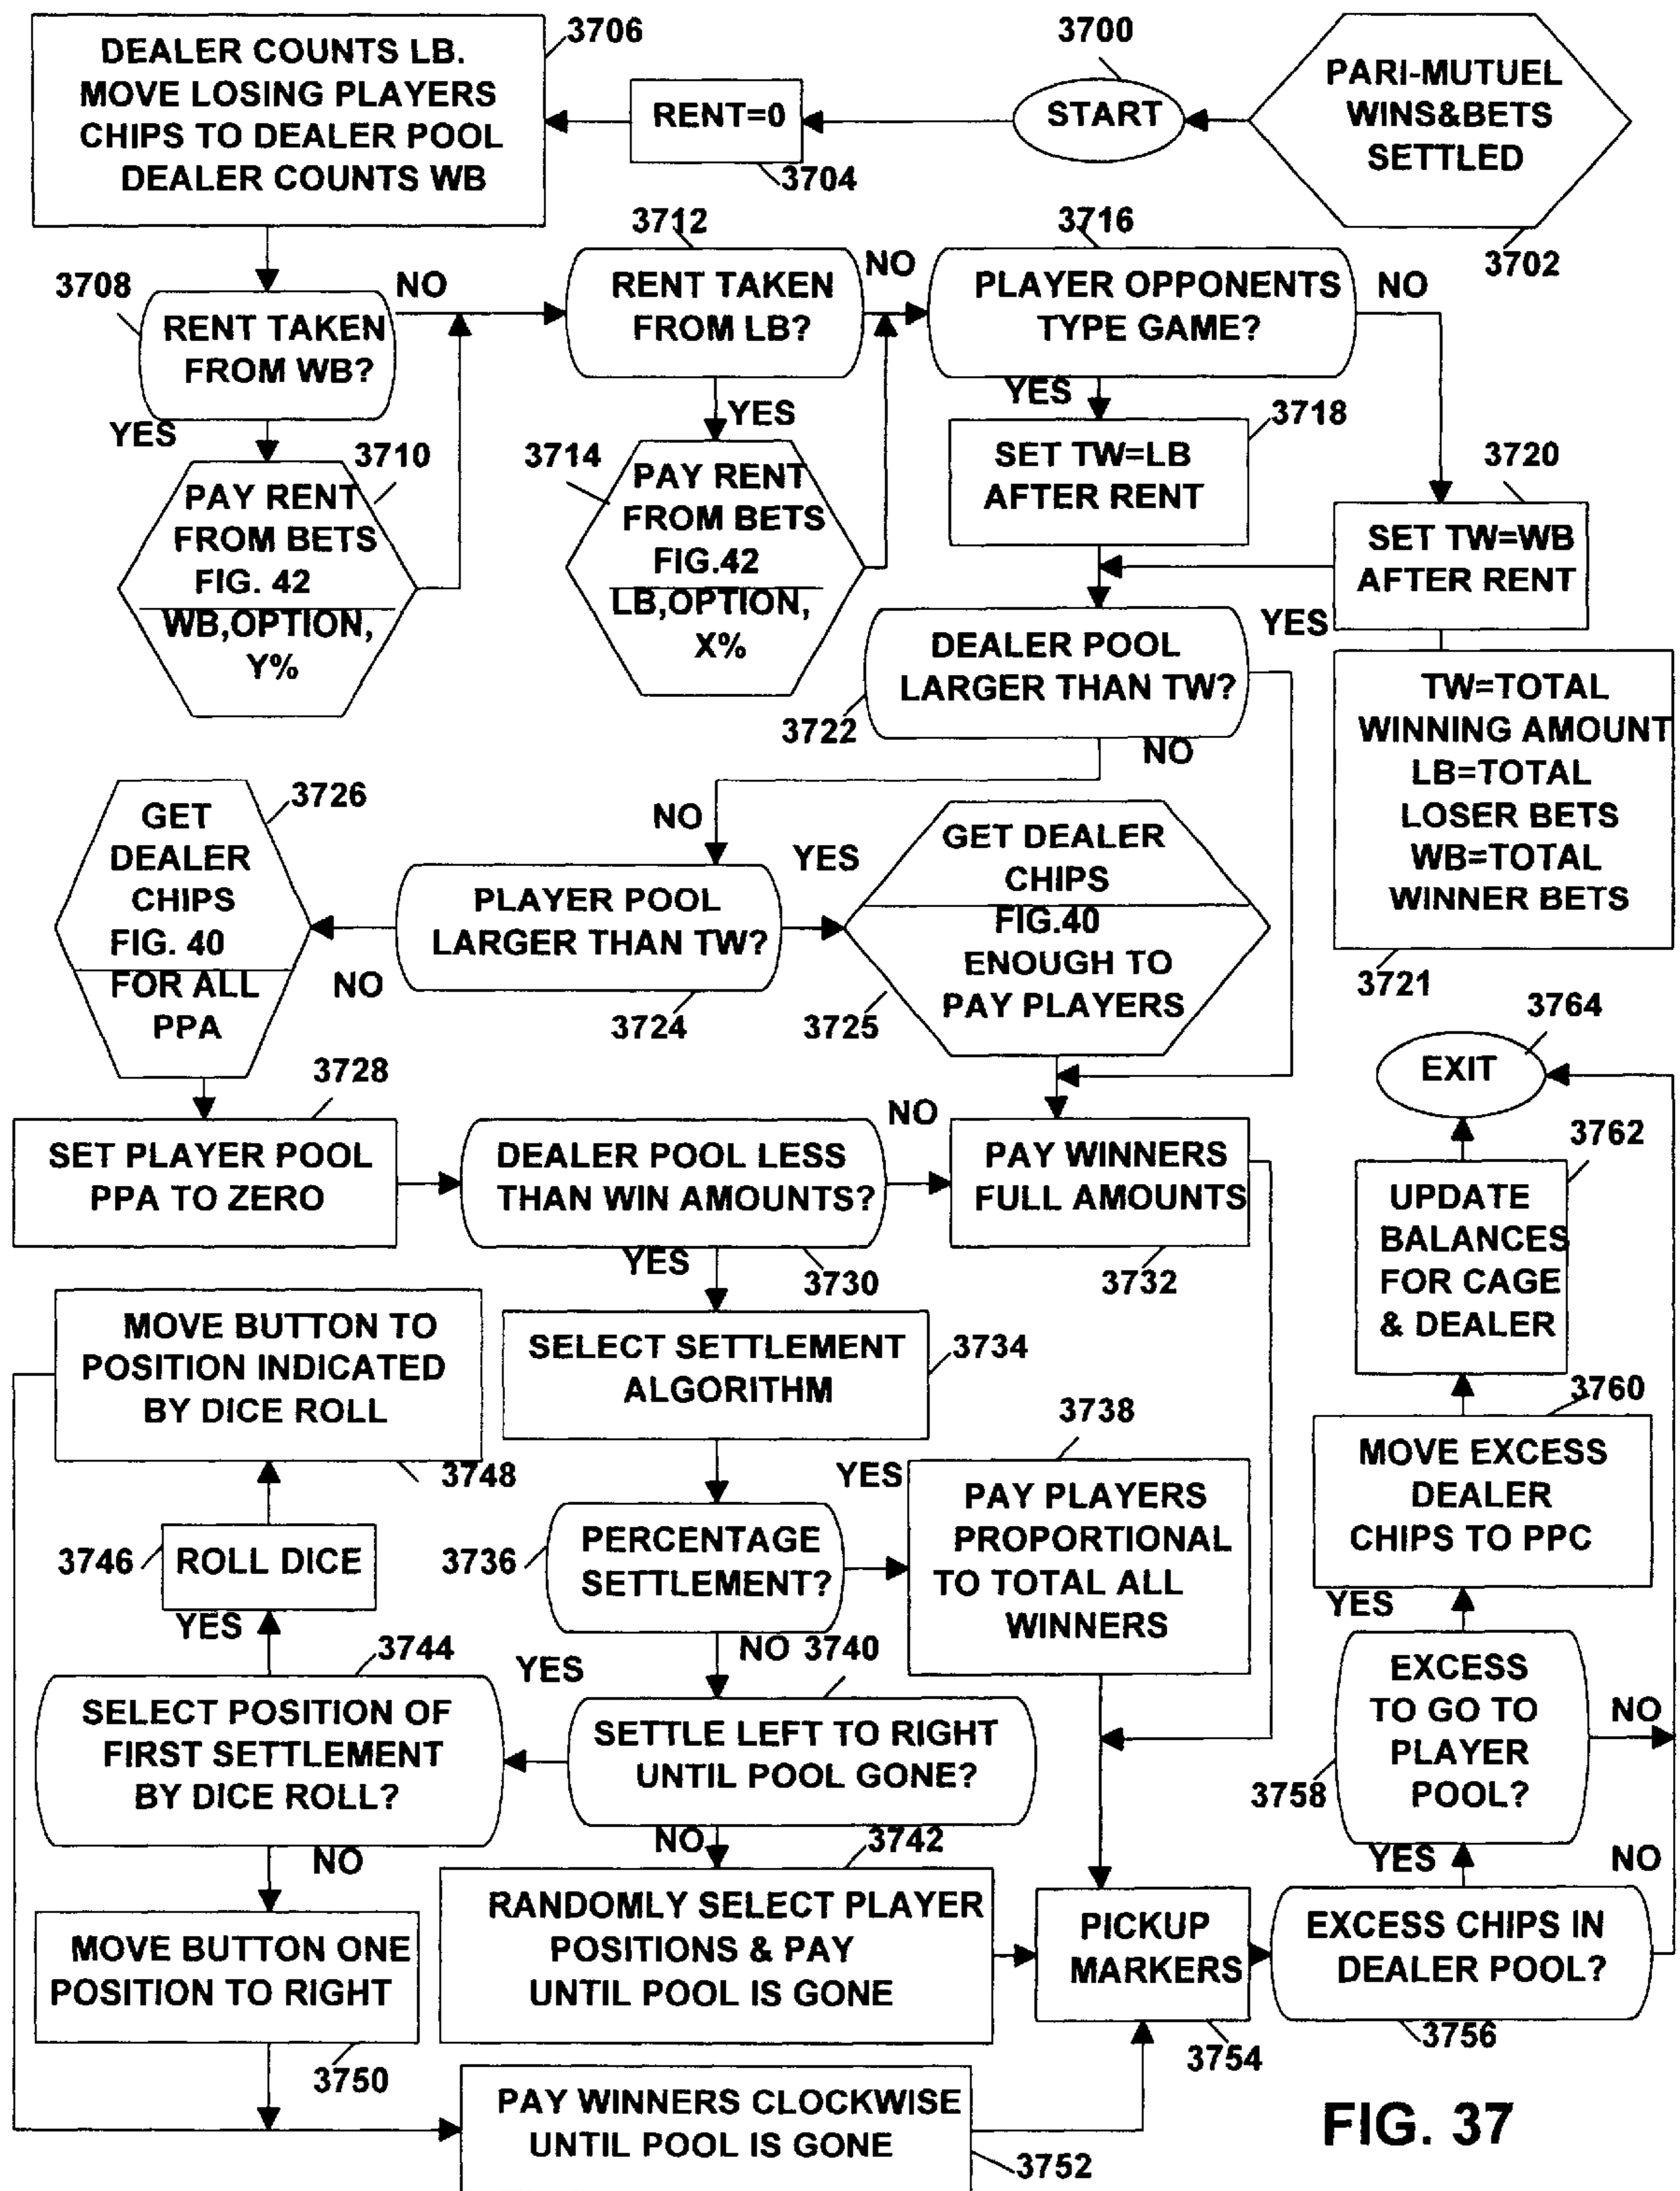 3706
DEALER COUNTS LB.
MOVE LOSING PLAYERS
CHIPS TO DEALER POOL
DEALER COUNTS WB
RENT=0
3704
3700
START
PARI-MUTUEL
WINS&BETS
SETTLED
3702
3708
RENT TAKEN
FROM WB?
NO
YES
3710
PAY RENT
FROM BETS
FIG. 42
WB,OPTION,
Y%
3712
RENT TAKEN
FROM LB?
NO
YES
3714
PAY RENT
FROM BETS
FIG.42
LB,OPTION,
X%
3716
PLAYER OPPONENTS
TYPE GAME?
NO
YES
3718
SET TW=LB
AFTER RENT
3720
SET TW=WB
AFTER RENT
TW=TOTAL
WINNING AMOUNT
LB=TOTAL
LOSER BETS
WB=TOTAL
WINNER BETS
3721
YES
DEALER POOL
LARGER THAN TW?
3722
NO
NO
3726
GET
DEALER
CHIPS
FIG. 40
FOR ALL
PPA
NO
PLAYER POOL
LARGER THAN TW?
3724
YES
GET DEALER
CHIPS
FIG.40
ENOUGH TO
PAY PLAYERS
3725
3764
EXIT
3728
SET PLAYER POOL
PPA TO ZERO
DEALER POOL LESS
THAN WIN AMOUNTS?
3730
NO
YES
PAY WINNERS
FULL AMOUNTS
3732
3762
UPDATE
BALANCES
FOR CAGE
& DEALER
MOVE BUTTON TO
POSITION INDICATED
BY DICE ROLL
3748
SELECT SETTLEMENT
ALGORITHM
3734
3738
PAY PLAYERS
PROPORTIONAL
TO TOTAL ALL
WINNERS
3760
MOVE EXCESS
DEALER
CHIPS TO PPC
3746
ROLL DICE
YES
3736
PERCENTAGE
SETTLEMENT?
YES
NO
3740
YES
3744
SELECT POSITION OF
FIRST SETTLEMENT
BY DICE ROLL?
NO
SETTLE LEFT TO RIGHT
UNTIL POOL GONE?
NO
3742
YES
EXCESS
TO GO TO
PLAYER
POOL?
3758
NO
YES
NO
MOVE BUTTON ONE
POSITION TO RIGHT
3750
RANDOMLY SELECT PLAYER
POSITIONS & PAY
UNTIL POOL IS GONE
PICKUP
MARKERS
3754
EXCESS CHIPS IN
DEALER POOL?
3756
PAY WINNERS CLOCKWISE
UNTIL POOL IS GONE
3752
FIG. 37